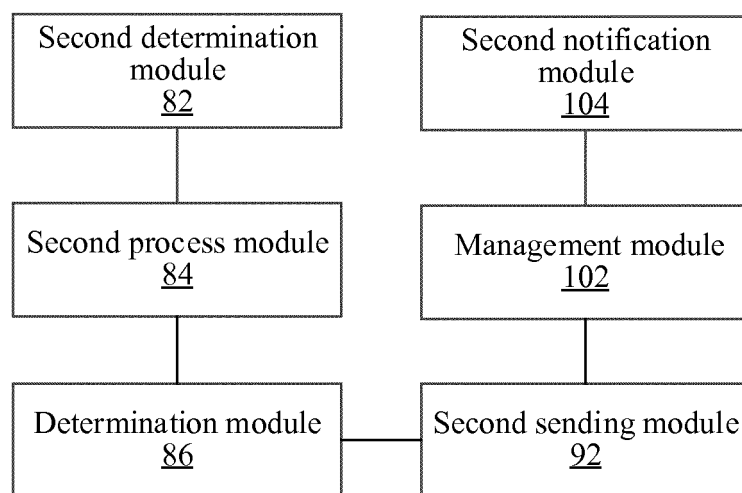 Second determination
module
82
Second notification
module
104
Second process module
84
Management module
102
Determination module
86
Second sending module
92